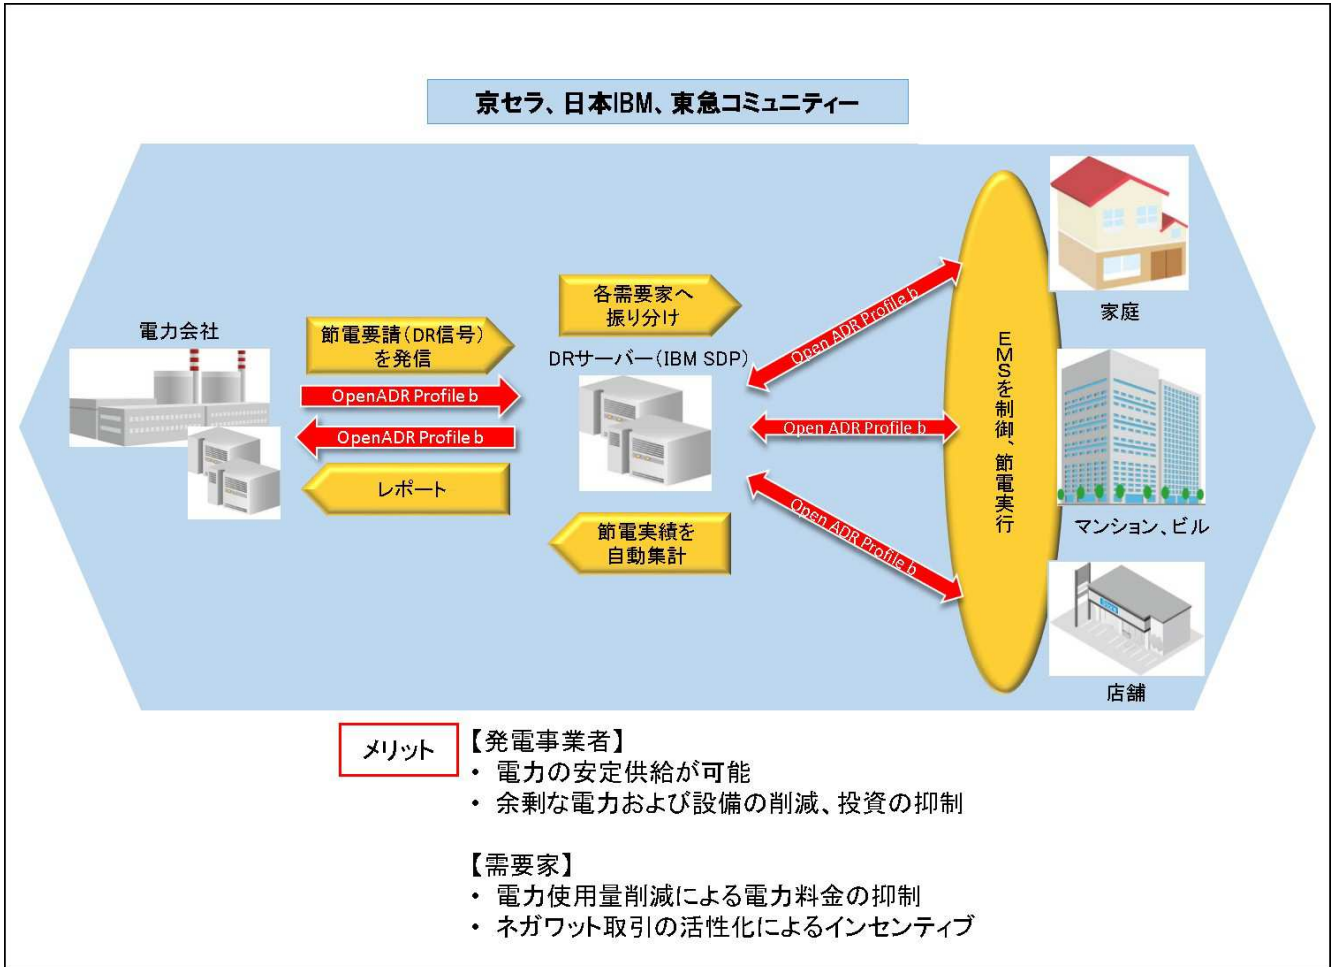 京セラ、日本IBM、東急コミュニティー
電力会社
節電要請(DR信号)
を発信
OpenADR Profile b
OpenADR Profile b
レポート
各需要家へ
振り分け
DRサーバー(IBM SDP)
節電実績を
自動集計
Open ADR Profile b
Open ADR Profile b
Open ADR Profile b
EMSを制御、節電実行
家庭
マンション、ビル
店舗
メリット
【発電事業者】
・ 電力の安定供給が可能
・ 余剰な電力および設備の削減、投資の抑制
【需要家】
・ 電力使用量削減による電力料金の抑制
・ ネガワット取引の活性化によるインセンティブ